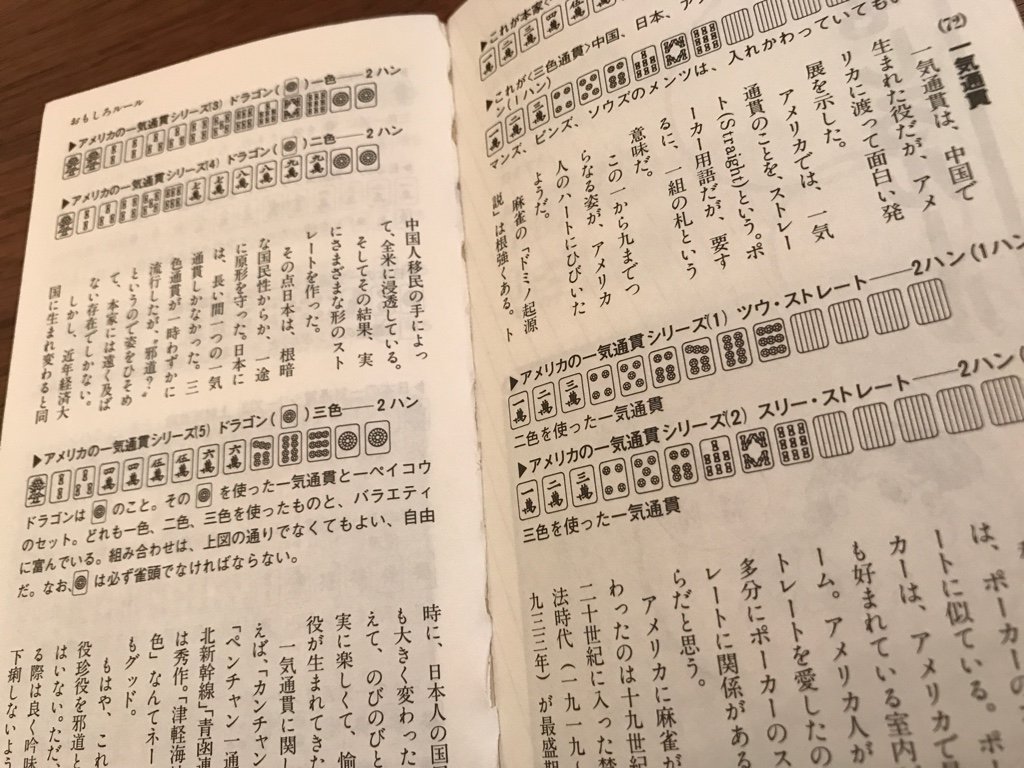 (72) 一気通貫
一気通貫は、中国で
生まれた役だが、アメ
リカに渡って面白い発
展を示した。
アメリカでは、一気
通貫のことを、ストレー
ト(Straight)という。ポ
ーカー用語だが、要す
るに、一組の札という
意味だ。
この一から九までつ
らなる姿が、アメリカ
人のハートにひびいた
ようだ。
麻雀の「ドミノ起源
説」は根強くある。ト
▶これが本家
▶これが〈三色通貫〉中国、日本、ア
ン(1ハン)
マンズ、ピンズ、ソウズのメンツは、入れかわっていても
▶アメリカの一気通貫シリーズ(1) ツウ・ストレート——2ハン(1ハン
二色を使った一気通貫
▶アメリカの一気通貫シリーズ(2) スリー・ストレート——2ハン
三色を使った一気通貫
は、ポーカーの
ートに似ている。ポ
カーは、アメリカで最
も好まれている室内
ーム。アメリカ人が
トレートを愛したの
多分にポーカーのス
レートに関係がある
らだと思う。
アメリカに麻雀が
わったのは十九世紀
二十世紀に入った禁
法時代(一九一九〜
九三三年)が最盛期
おもしろルール
▶アメリカの一気通貫シリーズ(3) ドラゴン( )一色——2ハン
▶アメリカの一気通貫シリーズ(4) ドラゴン( )二色——2ハン
中国人移民の手によっ
て、全米に浸透している。
そしてその結果、実
にさまざまな形のスト
レートを作った。
その点日本は、根暗
な国民性からか、一途
に原形を守った。日本に
は、長い間一つの一気
通貫しかなかった。三
色通貫が一時わずかに
流行したが、“邪道?”
というので姿をひそめ
て、本家には遠く及ば
ない存在でしかない。
しかし、近年経済大
国に生まれ変わると同
▶アメリカの一気通貫シリーズ(5) ドラゴン( )三色——2ハン
ドラゴンは のこと。その を使った一気通貫とーペイコウ
のセット。どれも一色、二色、三色を使ったものと、バラエティ
に富んでいる。組み合わせは、上図の通りでなくてもよい、自由
だ。なお、 は必ず雀頭でなければならない。
時に、日本人の国
も大きく変わった
えて、のびのびと
実に楽しくて、愉
役が生まれてきた
一気通貫に関し
えば、「カンチャン
「ペンチャン一通
北新幹線」「青函連
は秀作。「津軽海
色」なんてネー
もグッド。
もはや、これ
役珍役を邪道と
はいない。ただ、
る際は良く吟味
下痢しないよう